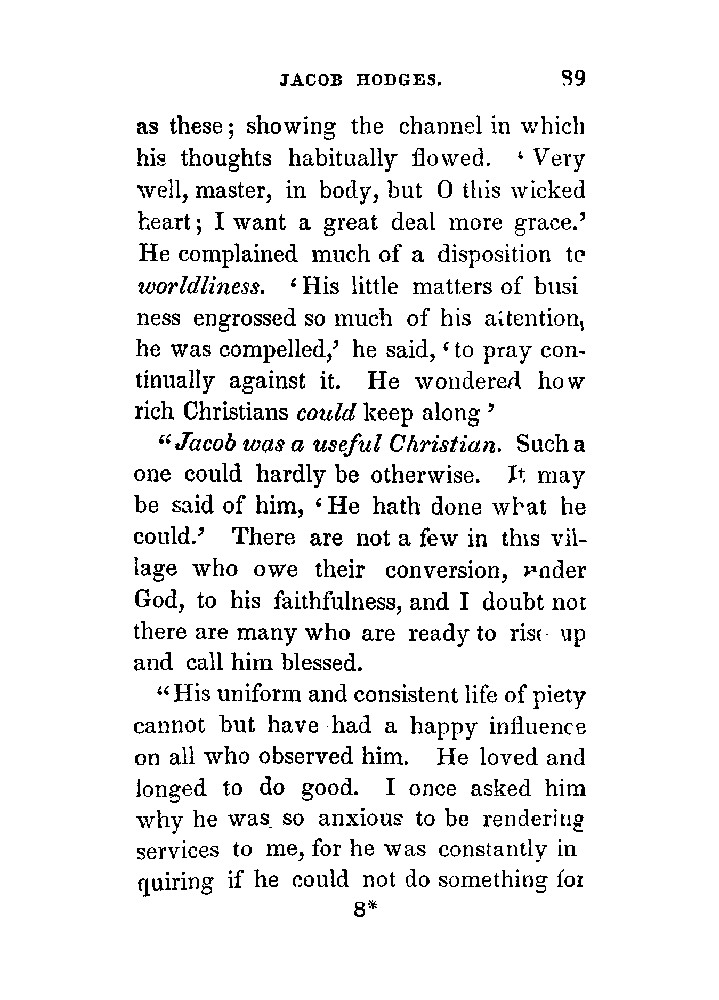 JACOB HODGES. 89
as these; showing the channel in which
his thoughts habitually flowed. ‘Very
well, master, in body, but O this wicked
heart; I want a great deal more grace.’
He complained much of a disposition to
worldliness. ‘His little matters of busi
ness engrossed so much of his attention,
he was compelled,’ he said, ‘to pray con-
tinually against it. He wondered how
rich Christians could keep along’
“Jacob was a useful Christian. Such a
one could hardly be otherwise. It may
be said of him, ‘He hath done what he
could.’ There are not a few in this vil-
lage who owe their conversion, under
God, to his faithfulness, and I doubt not
there are many who are ready to rise up
and call him blessed.
“His uniform and consistent life of piety
cannot but have had a happy influence
on all who observed him. He loved and
longed to do good. I once asked him
why he was so anxious to be rendering
services to me, for he was constantly in
quiring if he could not do something for
8*